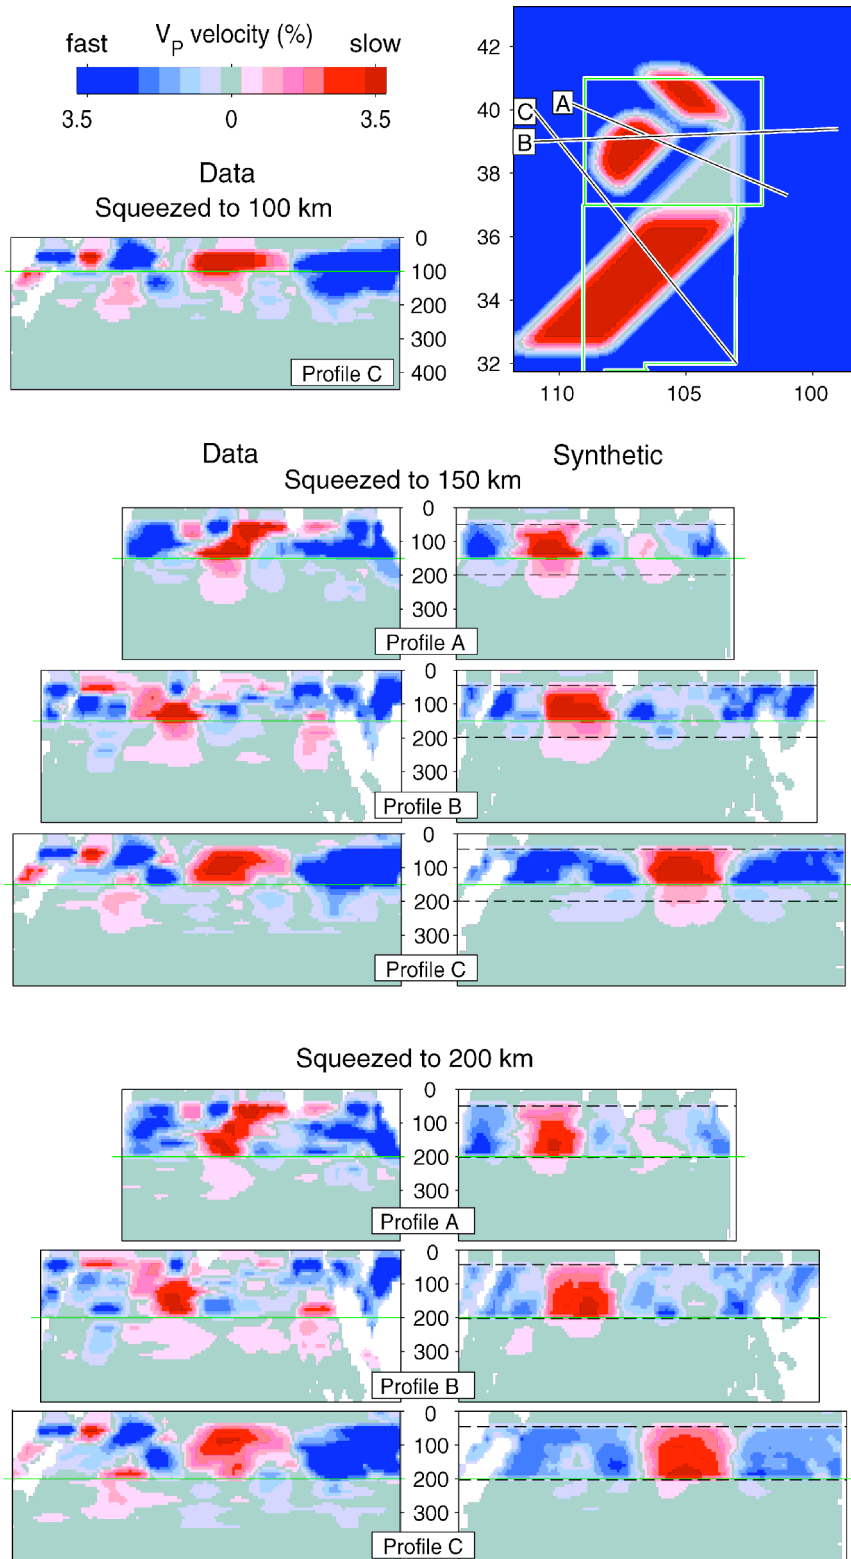 fast V_P velocity (%) slow
3.5 0 3.5
Data
Squeezed to 100 km
0
100
200
300
400
Profile C
42
40
38
36
34
32
110 105 100
A
C
B
Data Synthetic
Squeezed to 150 km
0
100
200
300
Profile A
0
100
200
300
Profile B
0
100
200
300
Profile C
Squeezed to 200 km
0
100
200
300
Profile A
0
100
200
300
Profile B
0
100
200
300
Profile C